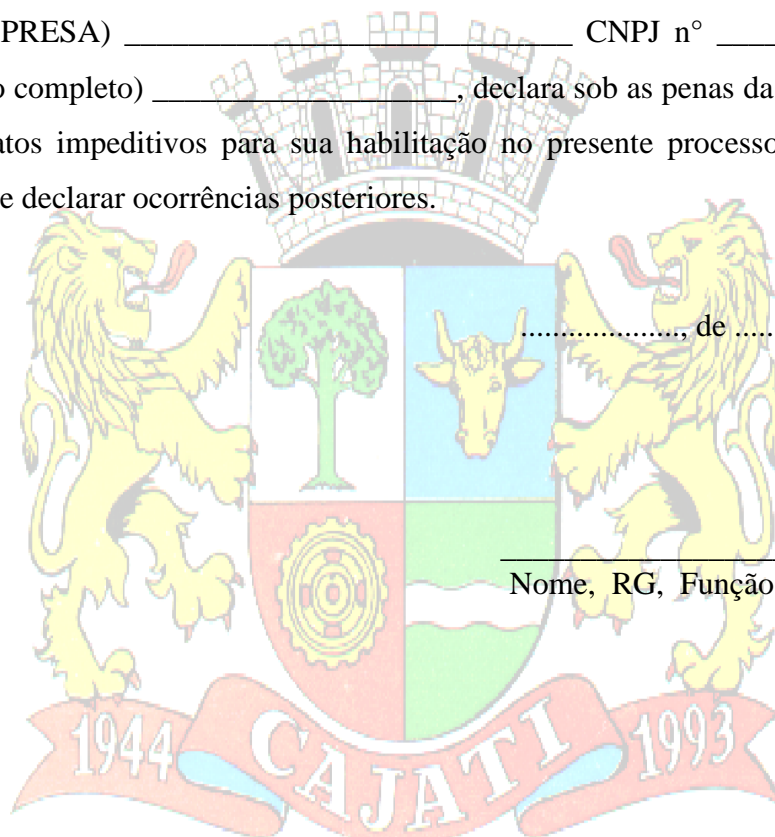 PRESA) ____________________________ CNPJ n° ____
o completo) ___________________, declara sob as penas da
atos impeditivos para sua habilitação no presente processo
e declarar ocorrências posteriores.
...................., de .....
__________________
Nome, RG, Função
1944 CAJATI 1993